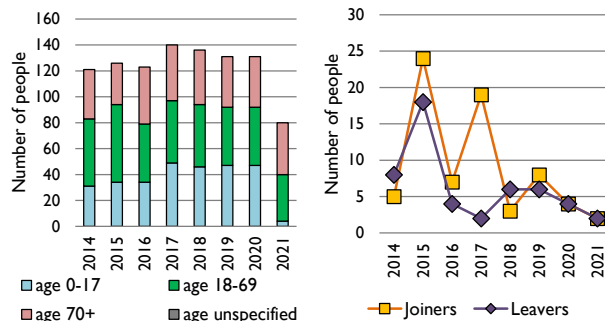 Number of people
160
140
120
100
80
60
40
20
0
2014 2015 2016 2017 2018 2019 2020 2021
age 0-17 age 18-69
age 70+ age unspecified
Number of people
30
25
20
15
10
5
0
2014 2015 2016 2017 2018 2019 2020 2021
Joiners Leavers